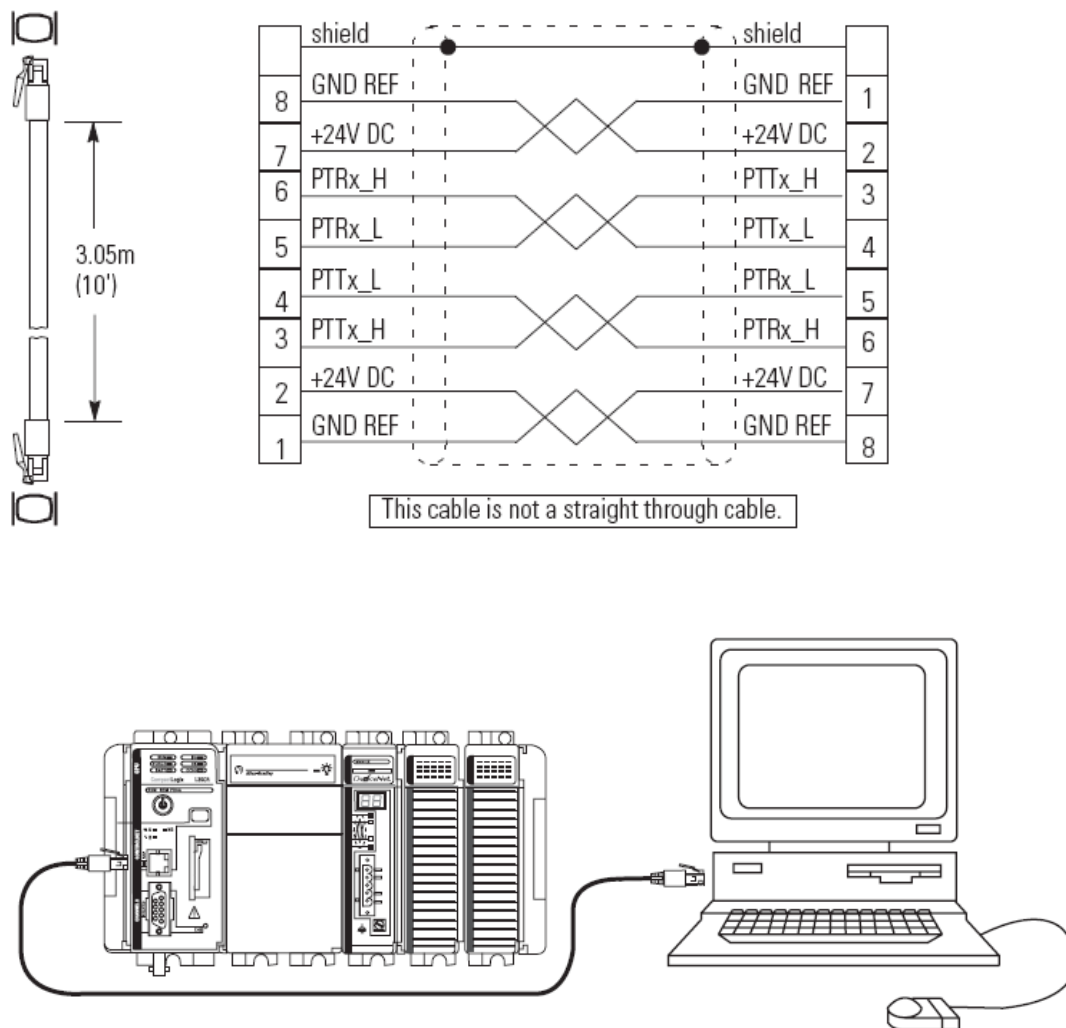 shield shield
8 GND REF GND REF 1
7 +24V DC +24V DC 2
6 PTRx_H PTTx_H 3
5 PTRx_L PTTx_L 4
4 PTTx_L PTRx_L 5
3 PTTx_H PTRx_H 6
2 +24V DC +24V DC 7
1 GND REF GND REF 8
3.05m
(10')
This cable is not a straight through cable.